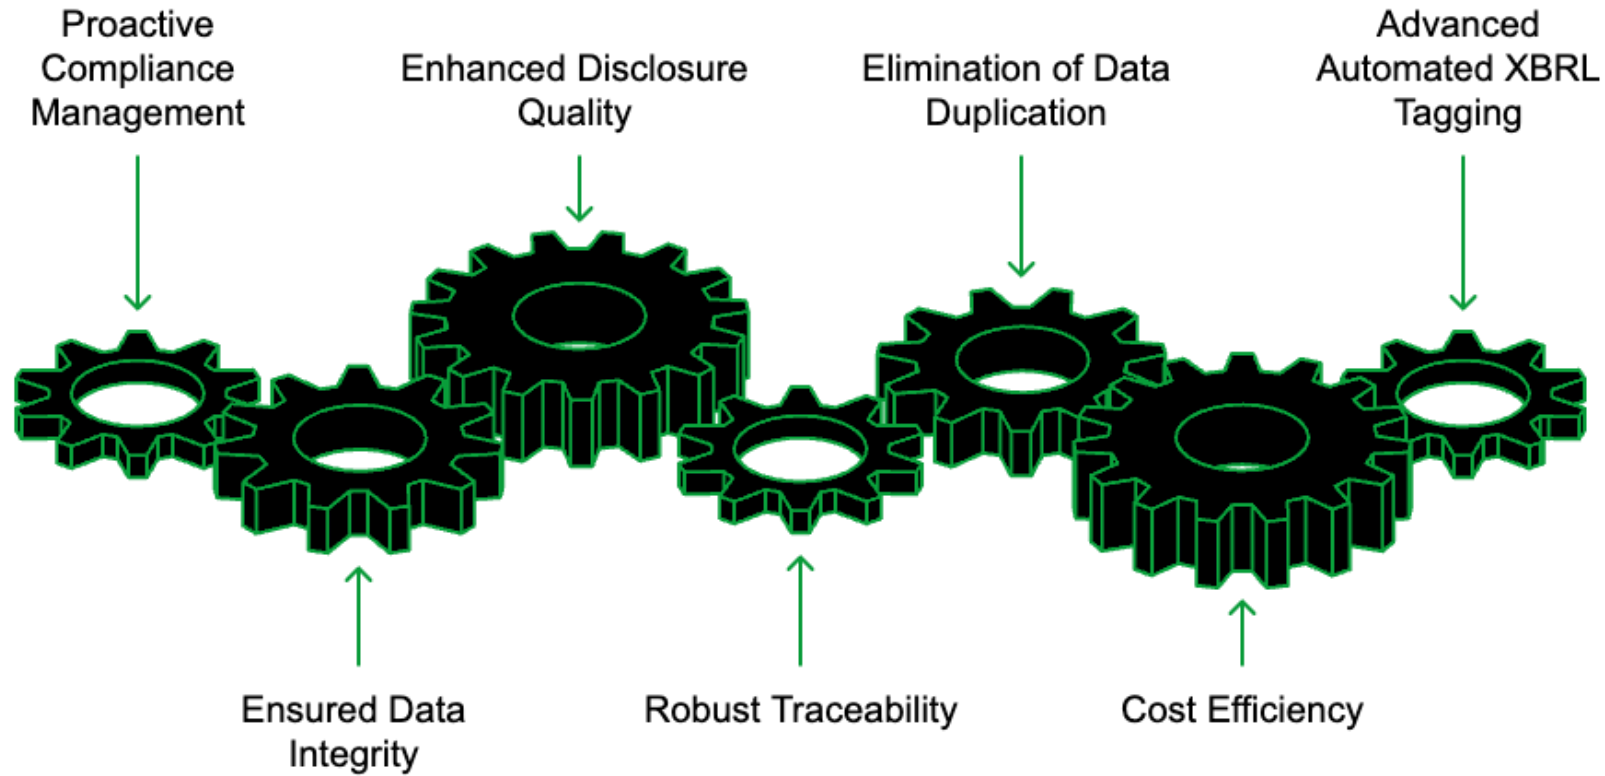 Proactive
Compliance
Management
Enhanced Disclosure
Quality
Elimination of Data
Duplication
Advanced
Automated XBRL
Tagging
Ensured Data
Integrity
Robust Traceability
Cost Efficiency